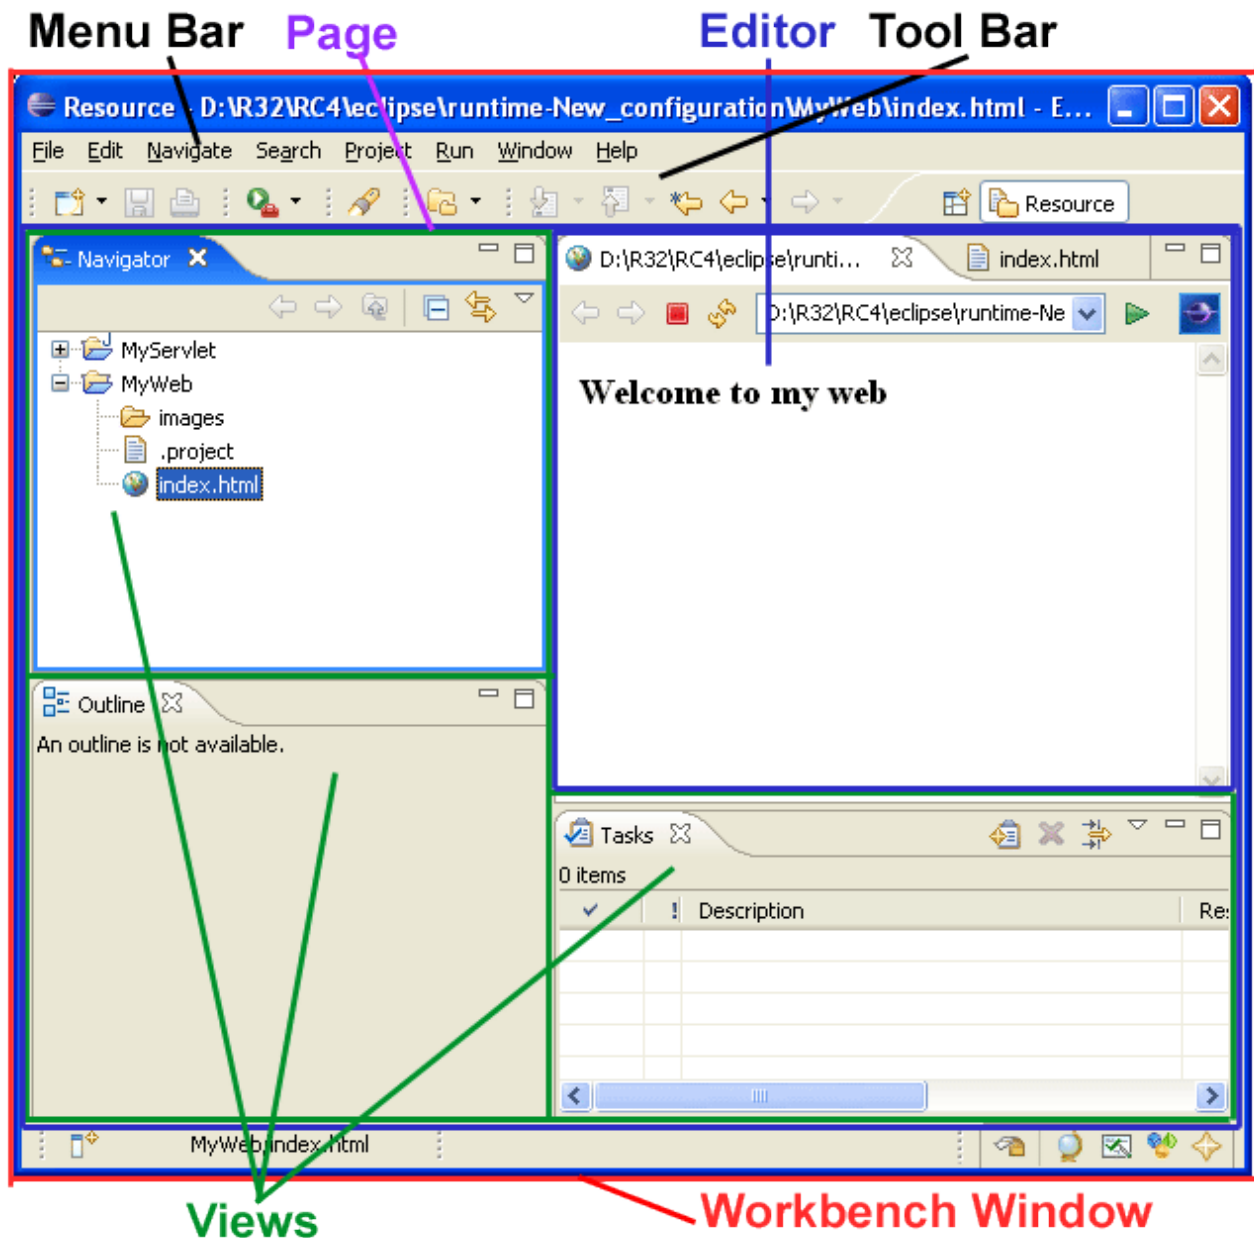 Menu Bar Page Editor Tool Bar
Resource - D:\R32\RC4\eclipse\runtime-New_configuration\MyWeb\index.html - E...
File Edit Navigate Search Project Run Window Help
Resource
Navigator
D:\R32\RC4\eclipse\runti... index.html
D:\R32\RC4\eclipse\runtime-Ne
MyServlet
MyWeb
images
.project
index.html
Welcome to my web
Outline
An outline is not available.
Tasks
0 items
! Description
MyWeb/index.html
Views
Workbench Window